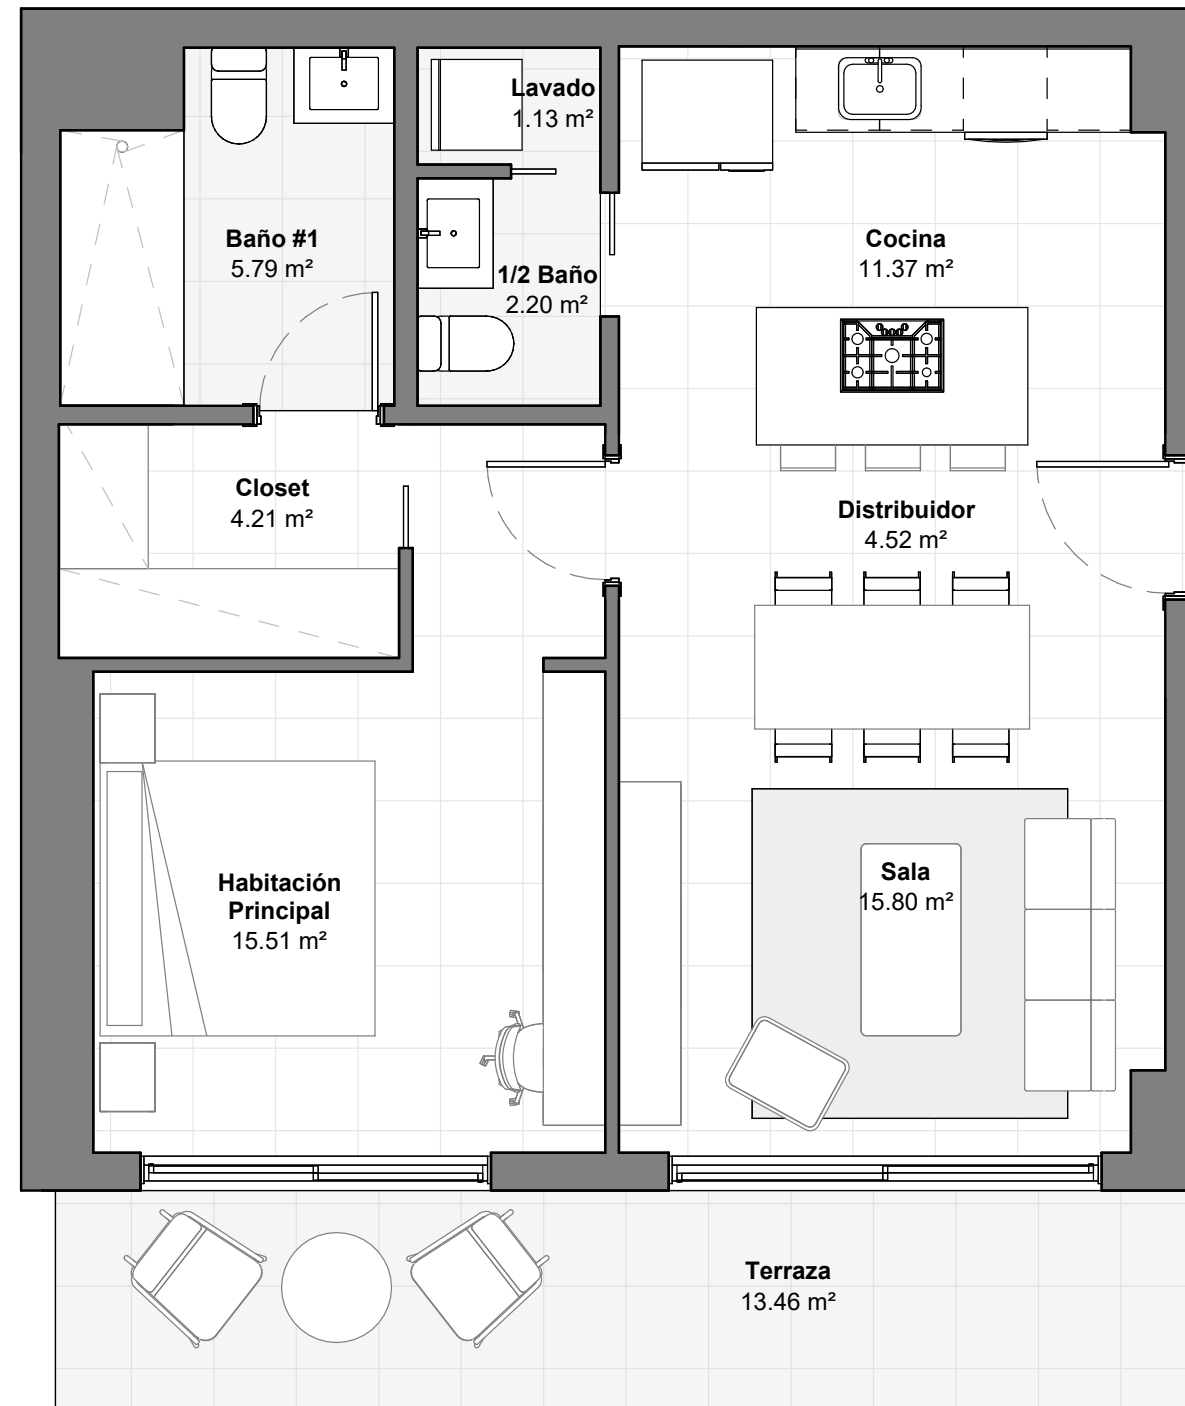 Lavado
1.13 m²
Baño #1
5.79 m²
1/2 Baño
2.20 m²
Cocina
11.37 m²
Closet
4.21 m²
Distribuidor
4.52 m²
Habitación
Principal
15.51 m²
Sala
15.80 m²
Terraza
13.46 m²